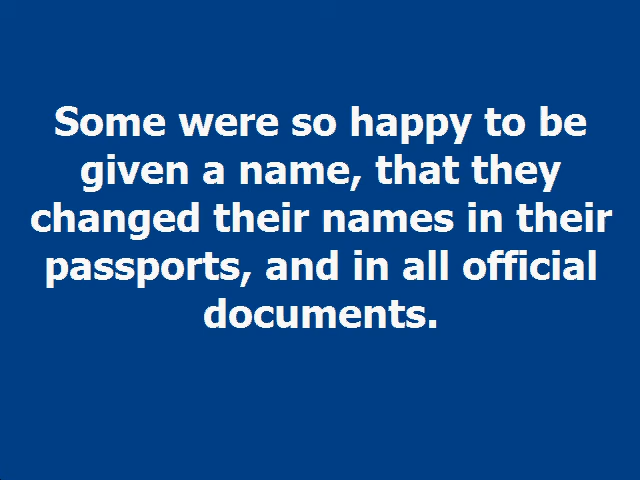 Some were so happy to be
given a name, that they
changed their names in their
passports, and in all official
documents.